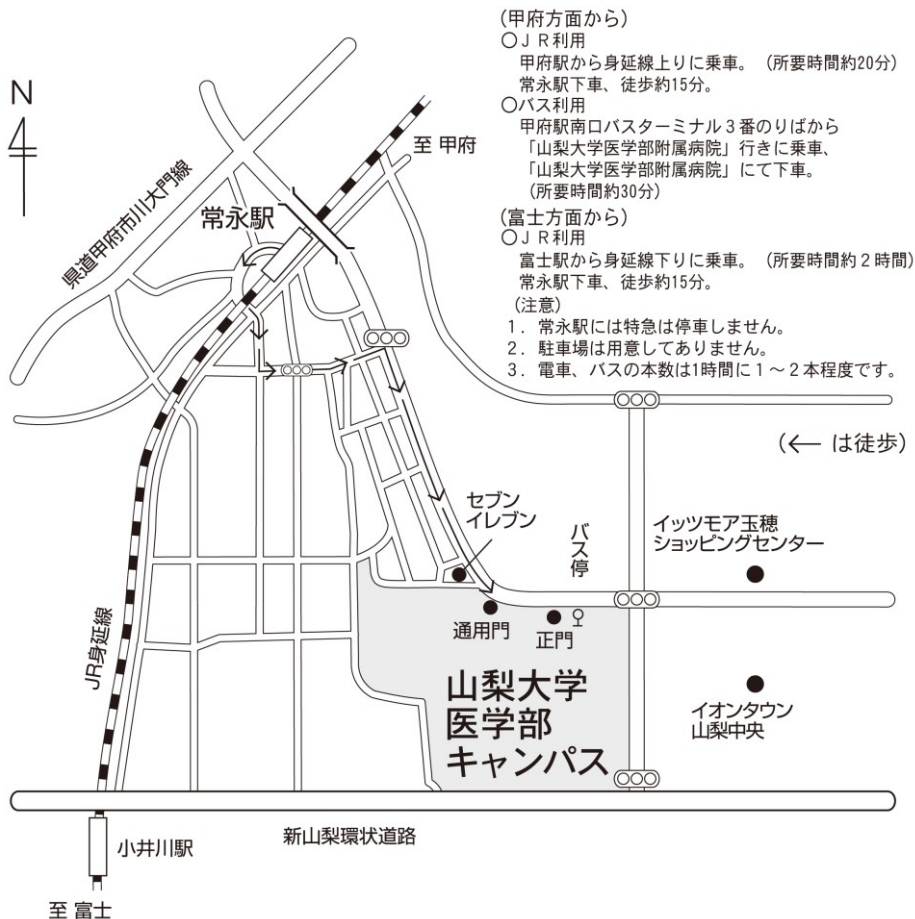 (甲府方面から)
○JR利用
甲府駅から身延線上りに乗車。（所要時間約20分）
常永駅下車、徒歩約15分。
○バス利用
甲府駅南口バスターミナル3番のりばから
「山梨大学医学部附属病院」行きに乗車、
「山梨大学医学部附属病院」にて下車。
（所要時間約30分）
(富士方面から)
○JR利用
富士駅から身延線下りに乗車。（所要時間約2時間）
常永駅下車、徒歩約15分。
(注意)
1．常永駅には特急は停車しません。
2．駐車場は用意してありません。
3．電車、バスの本数は1時間に1～2本程度です。
(← は徒歩)
N
至 甲府
県道甲府市川大門線
常永駅
セブン
イレブン
バス停
イッツモア玉穂
ショッピングセンター
通用門
正門
JR身延線
山梨大学
医学部
キャンパス
イオンタウン
山梨中央
小井川駅
新山梨環状道路
至 富士